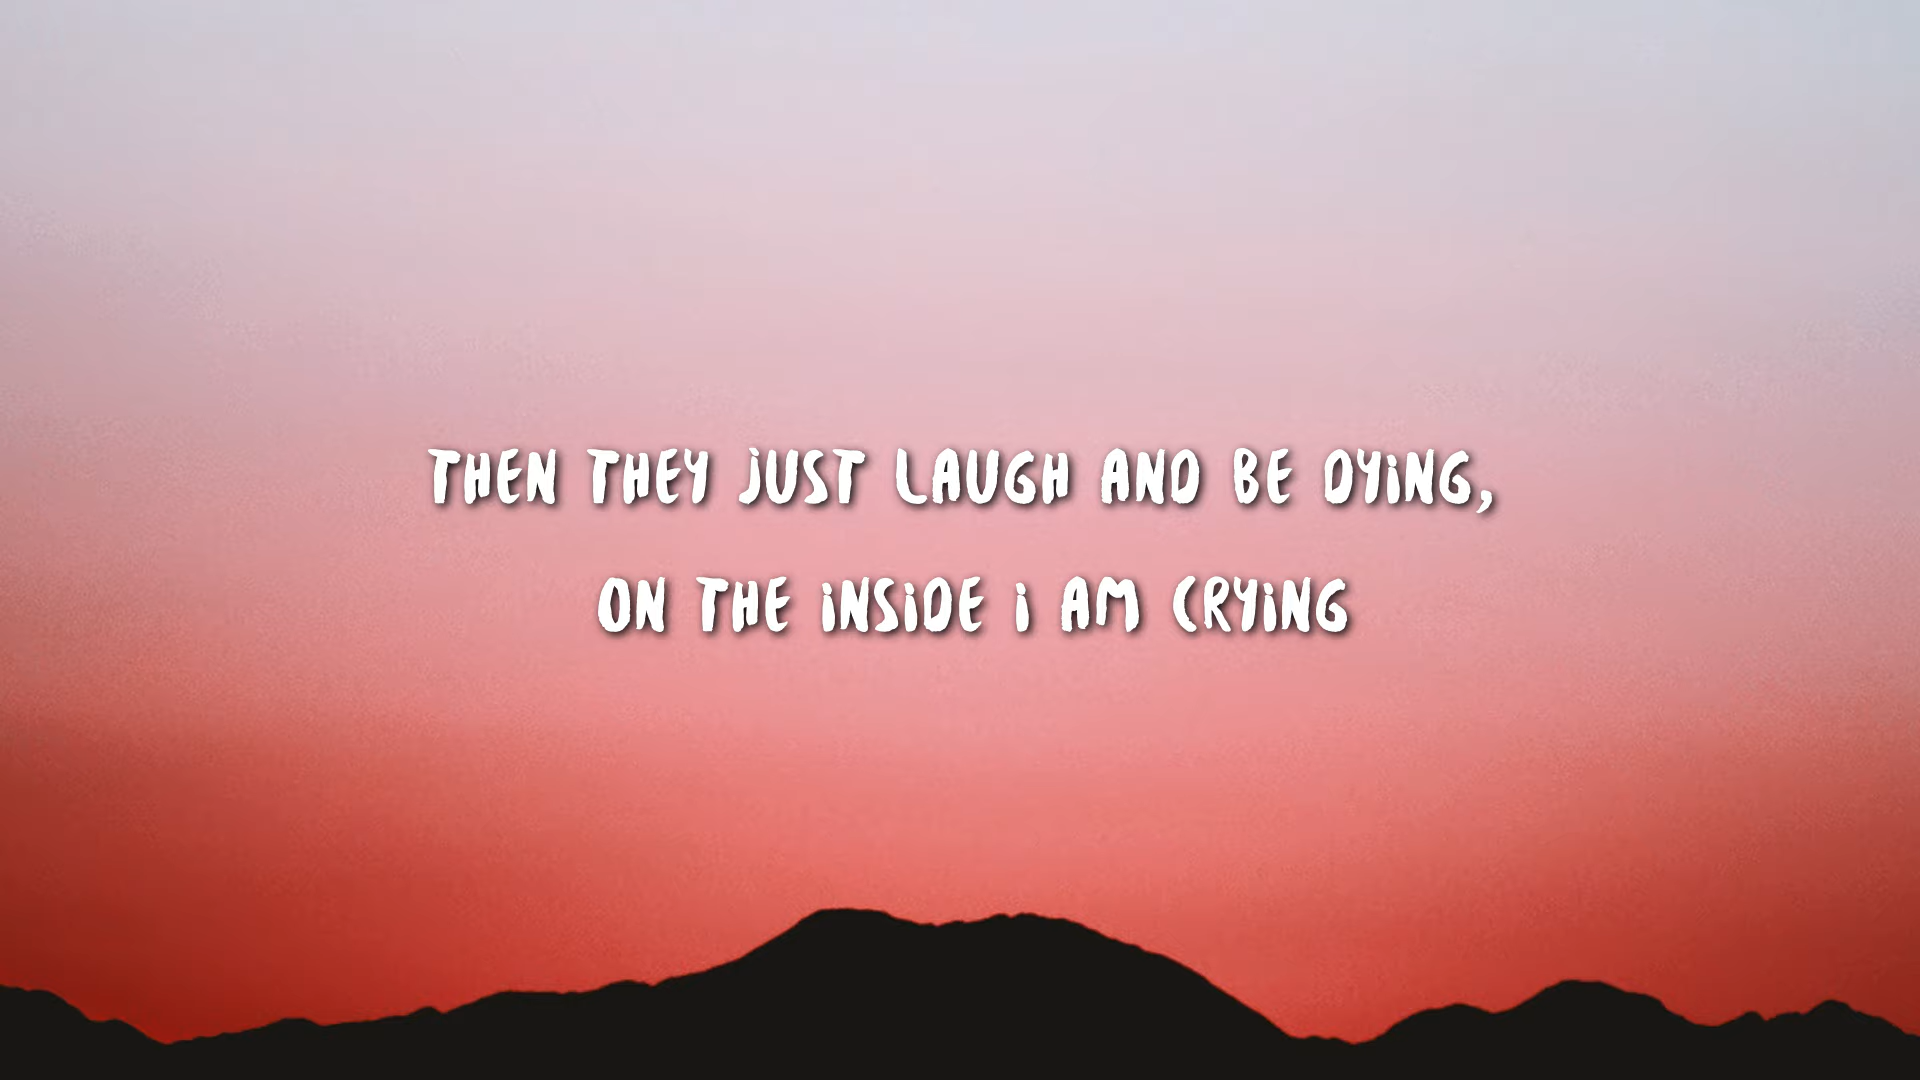 THEN THEY JUST LAUGH AND BE DYING,
ON THE INSIDE I AM CRYING